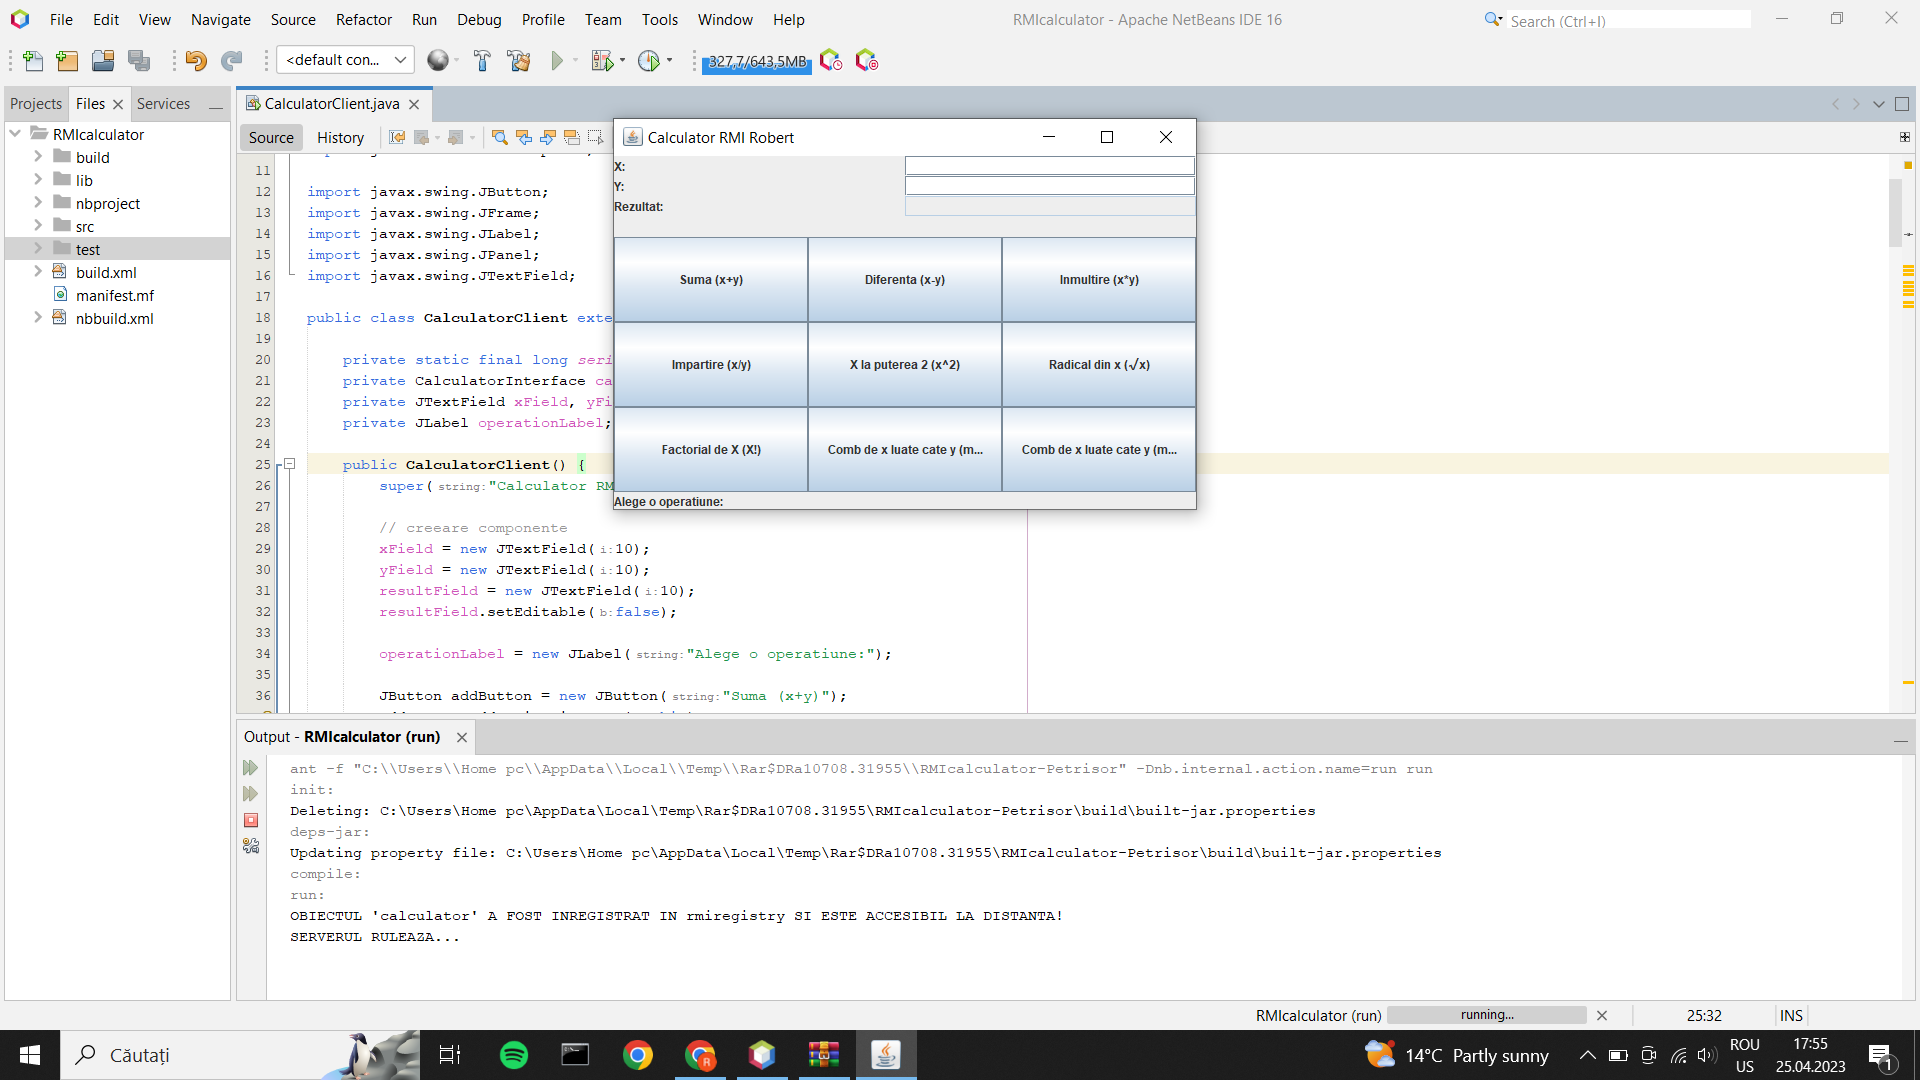 File Edit View Navigate Source Refactor Run Debug Profile Team Tools Window Help
RMIcalculator - Apache NetBeans IDE 16
Search (Ctrl+I)
<default con...
327,7/643,5MB
Projects Files Services
CalculatorClient.java
Source History
RMIcalculator
build
lib
nbproject
src
test
build.xml
manifest.mf
nbbuild.xml
11
12 import javax.swing.JButton;
13 import javax.swing.JFrame;
14 import javax.swing.JLabel;
15 import javax.swing.JPanel;
16 import javax.swing.JTextField;
17
18 public class CalculatorClient exte
19
20 private static final long seri
21 private CalculatorInterface ca
22 private JTextField xField, yFi
23 private JLabel operationLabel;
24
25 public CalculatorClient() {
26 super(string:"Calculator RM
27
28 // creeare componente
29 xField = new JTextField(i:10);
30 yField = new JTextField(i:10);
31 resultField = new JTextField(i:10);
32 resultField.setEditable(b:false);
33
34 operationLabel = new JLabel(string:"Alege o operatiune:");
35
36 JButton addButton = new JButton(string:"Suma (x+y)");
Calculator RMI Robert
X:
Y:
Rezultat:
Suma (x+y) Diferenta (x-y) Inmultire (x*y)
Impartire (x/y) X la puterea 2 (x^2) Radical din x (√x)
Factorial de X (X!) Comb de x luate cate y (m... Comb de x luate cate y (m...
Alege o operatiune:
Output - RMIcalculator (run)
ant -f "C:\\Users\\Home pc\\AppData\\Local\\Temp\\Rar$DRa10708.31955\\RMIcalculator-Petrisor" -Dnb.internal.action.name=run run
init:
Deleting: C:\Users\Home pc\AppData\Local\Temp\Rar$DRa10708.31955\RMIcalculator-Petrisor\build\built-jar.properties
deps-jar:
Updating property file: C:\Users\Home pc\AppData\Local\Temp\Rar$DRa10708.31955\RMIcalculator-Petrisor\build\built-jar.properties
compile:
run:
OBIECTUL 'calculator' A FOST INREGISTRAT IN rmiregistry SI ESTE ACCESIBIL LA DISTANTA!
SERVERUL RULEAZA...
RMIcalculator (run) running... 25:32 INS
Căutați
14°C Partly sunny
ROU
US
17:55
25.04.2023
1